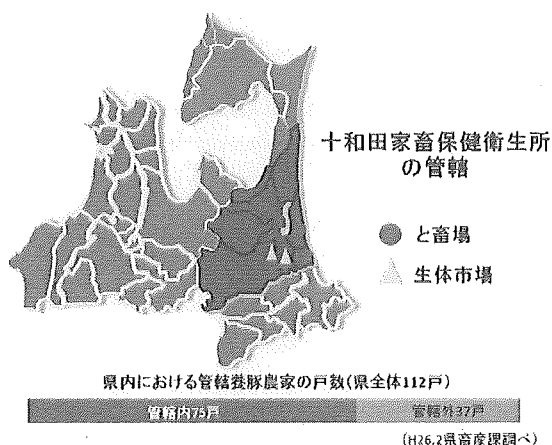 十和田家畜保健衛生所
の管轄
と畜場
生体市場
県内における管轄養豚農家の戸数(県全体112戸)
管轄内75戸
管轄外37戸
(H26.2県畜産課調べ)